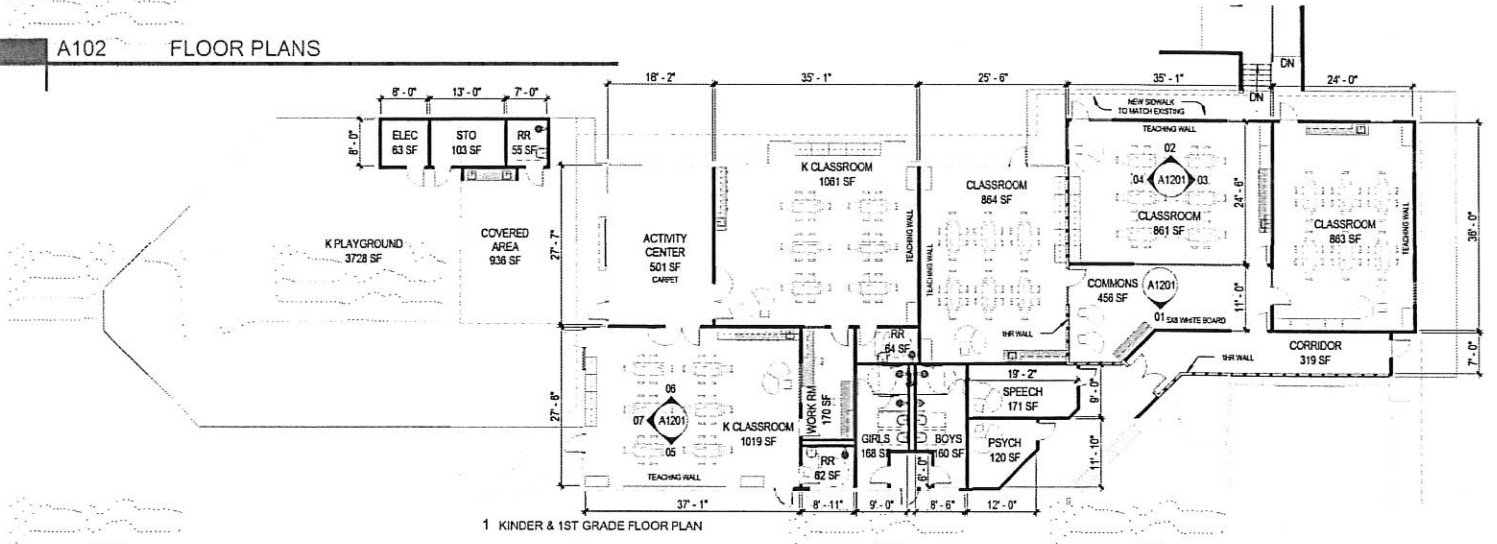 A102 FLOOR PLANS
18' - 2"
35' - 1"
25' - 6"
35' - 1"
24' - 0"
DN
DN
8' - 0"
13' - 0"
7' - 0"
8' - 0"
ELEC
63 SF
STO
103 SF
RR
55 SF
NEW SIDWALK
TO MATCH EXISTING
TEACHING WALL
02
04 A1201 03
CLASSROOM
861 SF
24' - 6"
K CLASSROOM
1061 SF
TEACHING WALL
CLASSROOM
864 SF
TEACHING WALL
CLASSROOM
863 SF
TEACHING WALL
36' - 0"
K PLAYGROUND
3728 SF
COVERED
AREA
936 SF
27' - 7"
ACTIVITY
CENTER
501 SF
CARPET
COMMONS
456 SF
A1201
01
5X8 WHITE BOARD
11' - 0"
1HR WALL
RR
64 SF
1HR WALL
CORRIDOR
319 SF
7' - 0"
27' - 6"
06
07 A1201
05
K CLASSROOM
1019 SF
TEACHING WALL
WORK RM
170 SF
RR
62 SF
GIRLS
168 SF
BOYS
160 SF
6' - 0"
19' - 2"
SPEECH
171 SF
9' - 0"
PSYCH
120 SF
11' - 10"
37' - 1"
8' - 11"
9' - 0"
8' - 6"
12' - 0"
1 KINDER & 1ST GRADE FLOOR PLAN